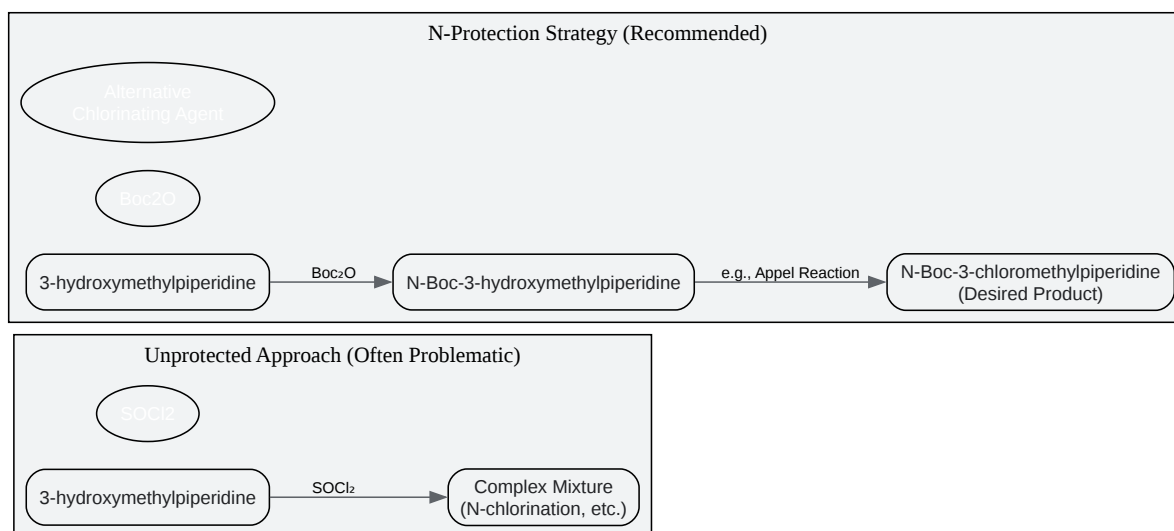 N-Protection Strategy (Recommended)
Alternative
Chlorinating Agent
Boc2O
3-hydroxymethylpiperidine
Boc₂O
N-Boc-3-hydroxymethylpiperidine
e.g., Appel Reaction
N-Boc-3-chloromethylpiperidine
(Desired Product)
Unprotected Approach (Often Problematic)
SOCl2
3-hydroxymethylpiperidine
SOCl₂
Complex Mixture
(N-chlorination, etc.)